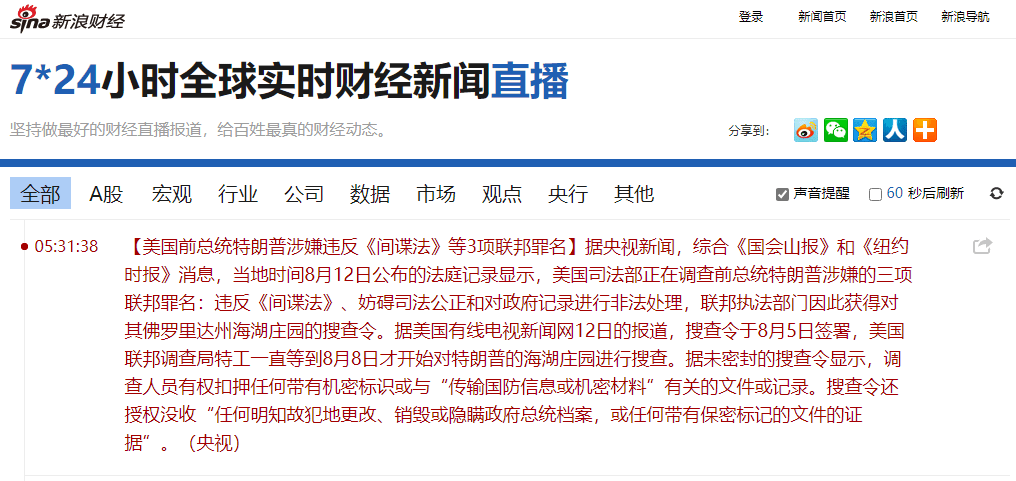 sina 新浪财经
登录 新闻首页 新浪首页 新浪导航
7*24小时全球实时财经新闻直播
坚持做最好的财经直播报道，给百姓最真的财经动态。
分享到：
全部 A股 宏观 行业 公司 数据 市场 观点 央行 其他
声音提醒 60 秒后刷新
05:31:38
【美国前总统特朗普涉嫌违反《间谍法》等3项联邦罪名】据央视新闻，综合《国会山报》和《纽约
时报》消息，当地时间8月12日公布的法庭记录显示，美国司法部正在调查前总统特朗普涉嫌的三项
联邦罪名：违反《间谍法》、妨碍司法公正和对政府记录进行非法处理，联邦执法部门因此获得对
其佛罗里达州海湖庄园的搜查令。据美国有线电视新闻网12日的报道，搜查令于8月5日签署，美国
联邦调查局特工一直等到8月8日才开始对特朗普的海湖庄园进行搜查。据未密封的搜查令显示，调
查人员有权扣押任何带有机密标识或与“传输国防信息或机密材料”有关的文件或记录。搜查令还
授权没收“任何明知故犯地更改、销毁或隐瞒政府总统档案，或任何带有保密标记的文件的证
据”。（央视）